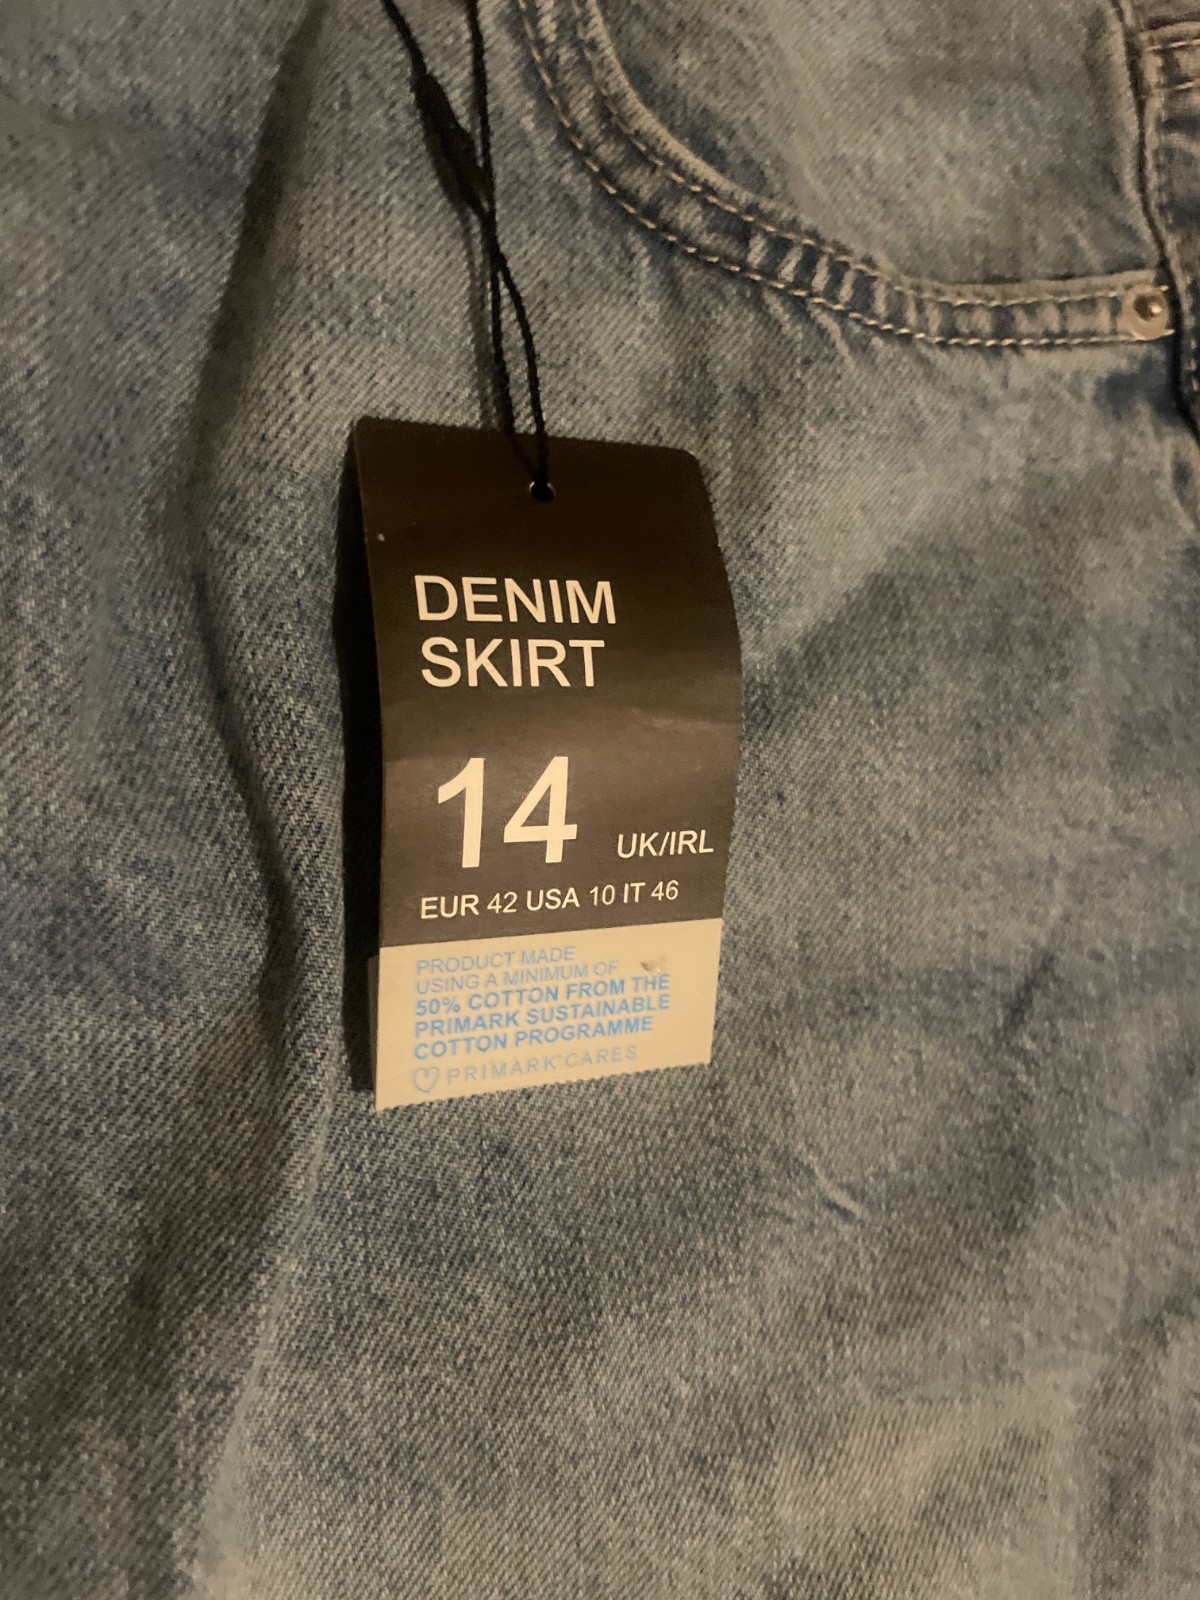 DENIM
SKIRT
14 UK/IRL
EUR 42 USA 10 IT 46
PRODUCT MADE
USING A MINIMUM OF
50% COTTON FROM THE
PRIMARK SUSTAINABLE
COTTON PROGRAMME
PRIMARK®CARES